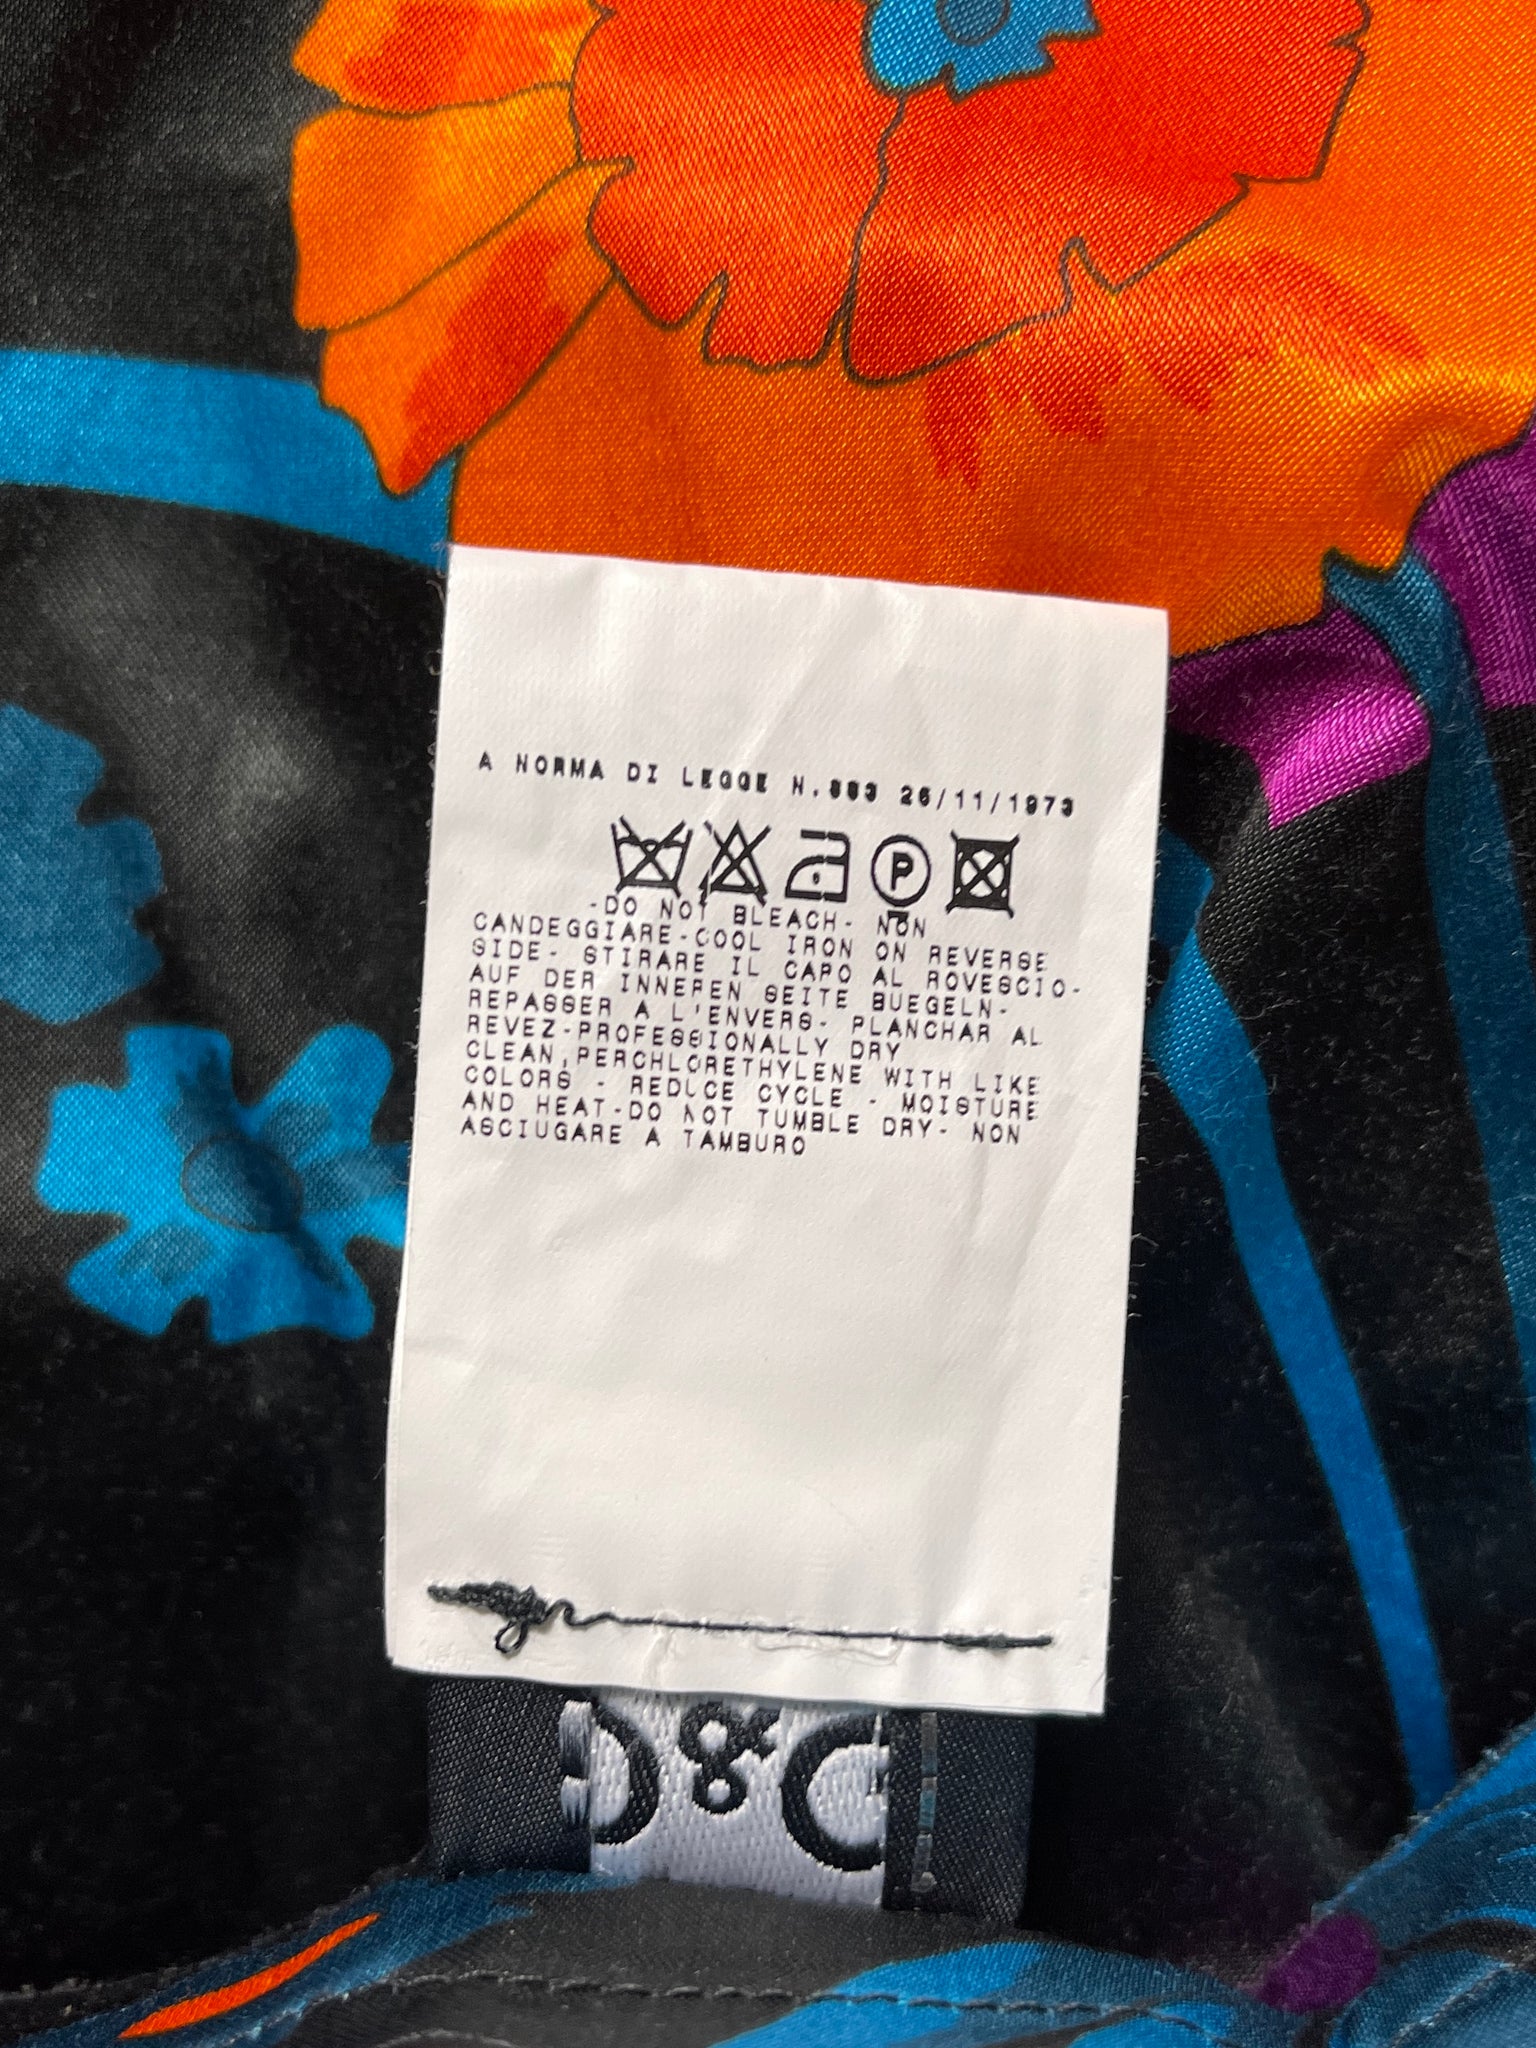 A NORMA DI LEGGE N.883 26/11/1973
P
-DO NOT BLEACH- NON
CANDEGGIARE-COOL IRON ON REVERSE
SIDE- STIRARE IL CAPO AL ROVESCIO-
AUF DER INNEREN SEITE BUEGELN-
REPASSER A L'ENVERS- PLANCHAR AL
REVEZ-PROFESSIONALLY DRY
CLEAN,PERCHLORETHYLENE WITH LIKE
COLORS - REDUCE CYCLE - MOISTURE
AND HEAT-DO NOT TUMBLE DRY- NON
ASCIUGARE A TAMBURO
D&G